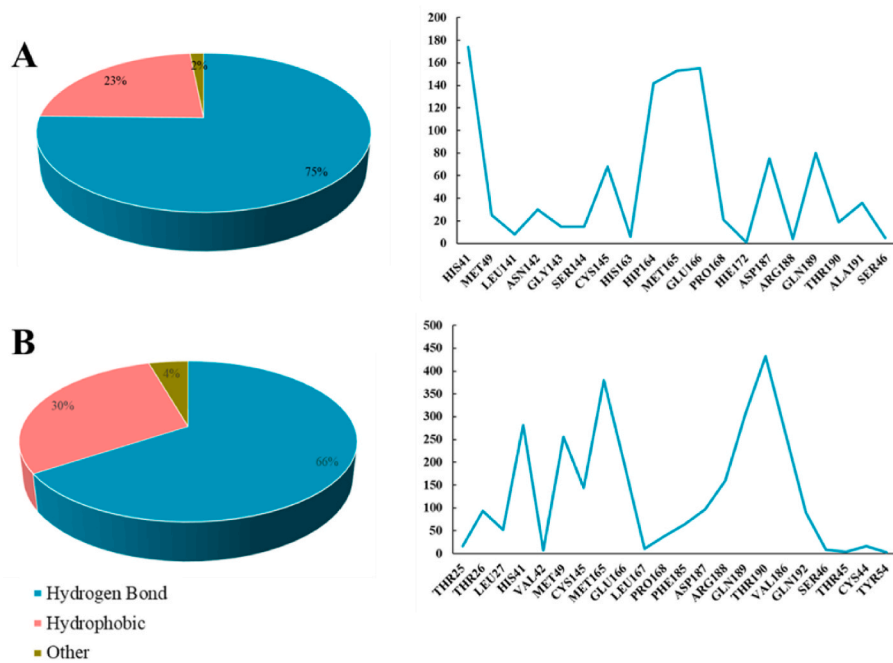 A
2%
23%
75%
200
180
160
140
120
100
80
60
40
20
0
HIS41
MET49
LEU141
ASN142
GLY143
SER144
CYS145
HIS163
HIP164
MET165
GLU166
PRO168
HIE172
ASP187
ARG188
GLN189
THR190
ALA191
SER46
B
4%
30%
66%
500
450
400
350
300
250
200
150
100
50
0
THR25
THR26
LEU27
HIS41
VAL42
MET49
CYS145
MET165
GLU166
LEU167
PRO168
PHE185
ASP187
ARG188
GLN189
THR190
VAL186
GLN192
SER46
THR45
CYS44
TYR54
Hydrogen Bond
Hydrophobic
Other